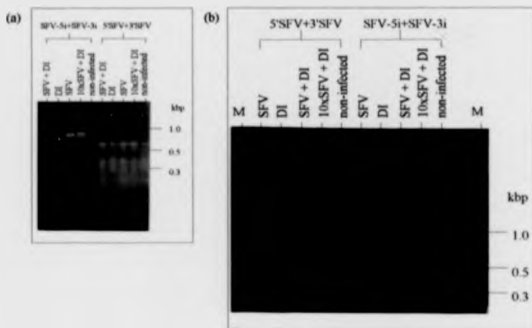 (a)
SFV-5i+SFV-3i 5'SFV+3'SFV
SFV + DI
DI
SFV
10xSFV + DI
non-infected
SFV + DI
DI
SFV
10xSFV + DI
non-infected
kbp
1.0
0.5
0.3
(b)
5'SFV+3'SFV SFV-5i+SFV-3i
M
SFV
DI
SFV + DI
10xSFV + DI
non-infected
SFV
DI
SFV + DI
10xSFV + DI
non-infected
M
kbp
1.0
0.5
0.3